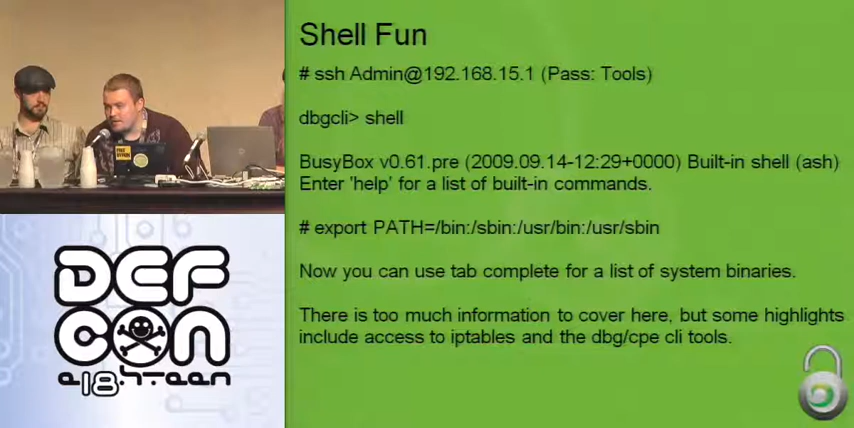 Shell Fun
# ssh Admin@192.168.15.1 (Pass: Tools)
dbgcli> shell
BusyBox v0.61.pre (2009.09.14-12:29+0000) Built-in shell (ash)
Enter 'help' for a list of built-in commands.
# export PATH=/bin:/sbin:/usr/bin:/usr/sbin
Now you can use tab complete for a list of system binaries.
There is too much information to cover here, but some highlights
include access to iptables and the dbg/cpe cli tools.
DEF
CON
e18h+een